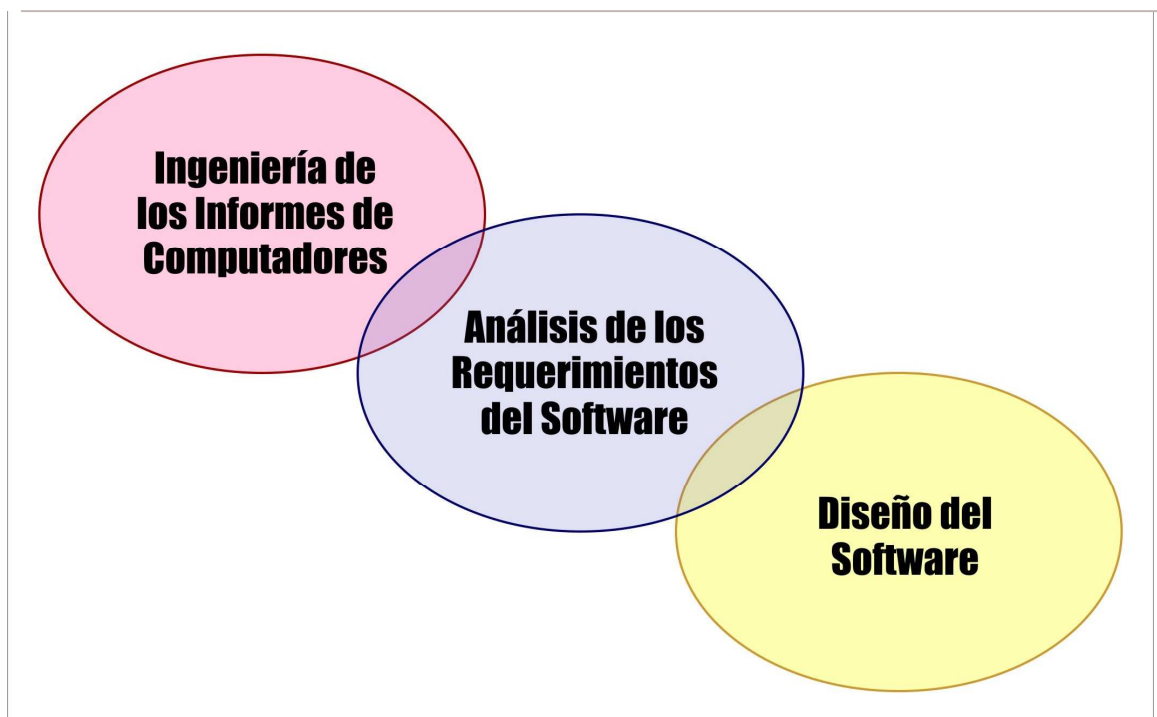 Ingeniería de
los Informes de
Computadores
Análisis de los
Requerimientos
del Software
Diseño del
Software